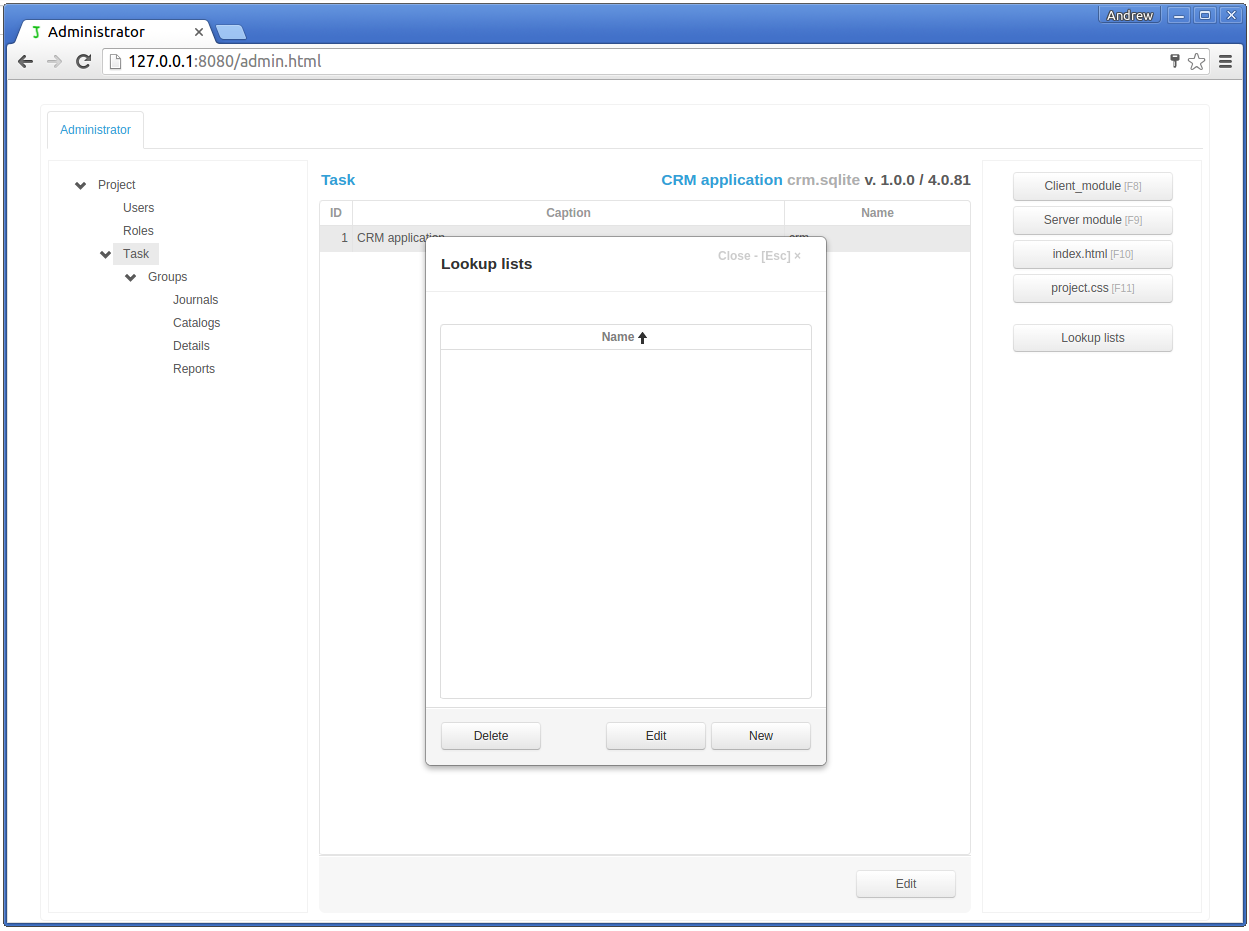 Andrew
Administrator
127.0.0.1:8080/admin.html
Administrator
Project
Users
Roles
Task
Groups
Journals
Catalogs
Details
Reports
Task
CRM application crm.sqlite v. 1.0.0 / 4.0.81
ID Caption Name
1 CRM application crm
Lookup lists
Close - [Esc] ×
Name
Delete
Edit
New
Edit
Client_module [F8]
Server module [F9]
index.html [F10]
project.css [F11]
Lookup lists